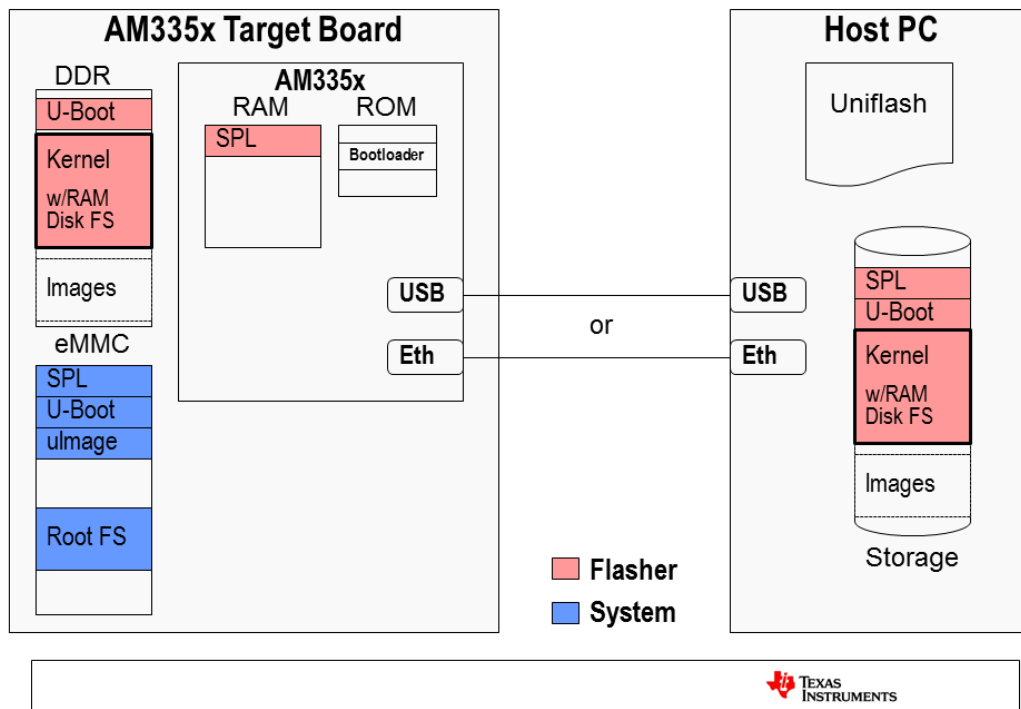 AM335x Target Board
DDR
U-Boot
Kernel
w/RAM
Disk FS
Images
eMMC
SPL
U-Boot
uImage
Root FS
AM335x
RAM
SPL
ROM
Bootloader
USB
Eth
or
Host PC
Uniflash
USB
Eth
SPL
U-Boot
Kernel
w/RAM
Disk FS
Images
Storage
Flasher
System
TEXAS
INSTRUMENTS